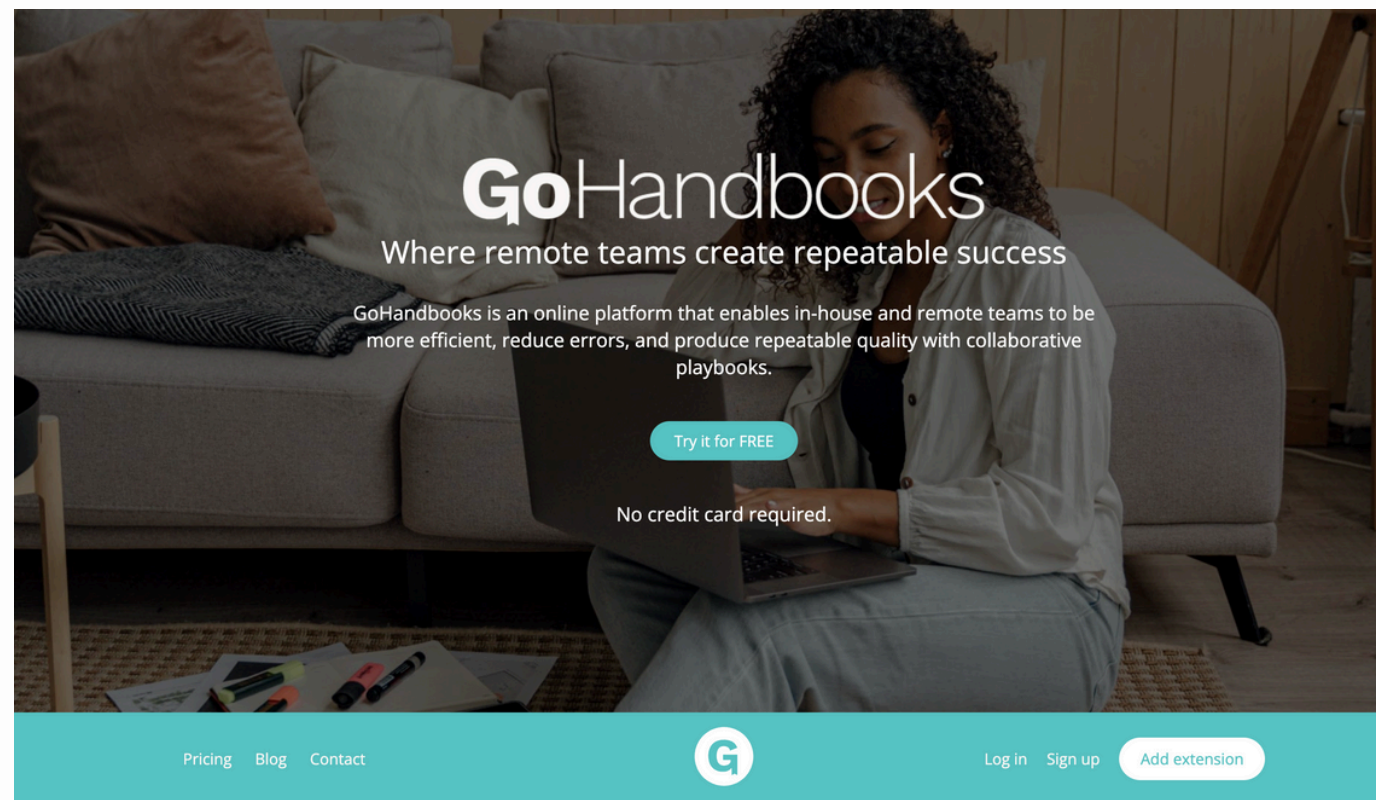 GoHandbooks
Where remote teams create repeatable success
GoHandbooks is an online platform that enables in-house and remote teams to be
more efficient, reduce errors, and produce repeatable quality with collaborative
playbooks.
Try it for FREE
No credit card required.
Pricing Blog Contact G Log in Sign up Add extension